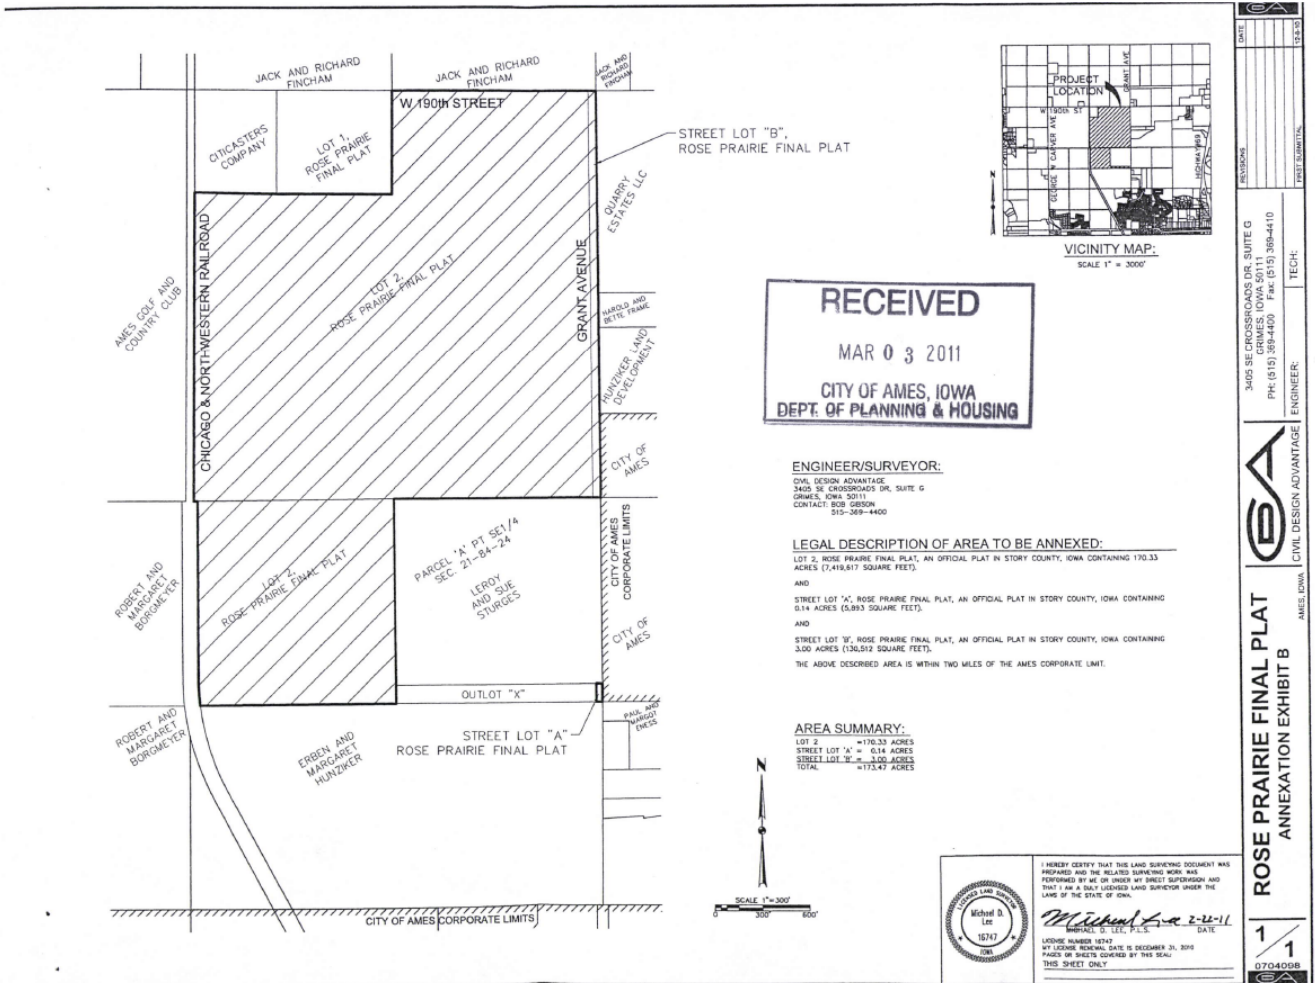 JACK AND RICHARD
FINCHAM
JACK AND RICHARD
FINCHAM
JACK AND
RICHARD
FINCHAM
W 190th STREET
CITICASTERS
COMPANY
LOT 1,
ROSE PRAIRIE
FINAL PLAT
STREET LOT "B",
ROSE PRAIRIE FINAL PLAT
QUARRY
ESTATES LLC
CHICAGO & NORTHWESTERN RAILROAD
AMES GOLF AND
COUNTRY CLUB
LOT 2,
ROSE PRAIRIE FINAL PLAT
GRANT AVENUE
HAROLD AND
BETTE FRAME
HUNZIKER LAND
DEVELOPMENT
CITY OF
AMES
CITY OF AMES
CORPORATE LIMITS
CITY OF
AMES
ROBERT AND
MARGARET
BORGMEYER
LOT 2,
ROSE PRAIRIE FINAL PLAT
PARCEL 'A' PT SE1/4
SEC. 21-84-24
LEROY
AND SUE
STURGES
OUTLOT "X"
STREET LOT "A"
ROSE PRAIRIE FINAL PLAT
PAUL AND
MARGOT
ENESS
ROBERT AND
MARGARET
BORGMEYER
ERBEN AND
MARGARET
HUNZIKER
CITY OF AMES CORPORATE LIMITS
PROJECT
LOCATION
W 190th ST
GRANT AVE
GEORGE W CARVER AVE
HIGHWAY 69
N
VICINITY MAP:
SCALE 1" = 3000'
RECEIVED
MAR 0 3 2011
CITY OF AMES, IOWA
DEPT. OF PLANNING & HOUSING
ENGINEER/SURVEYOR:
CIVIL DESIGN ADVANTAGE
3405 SE CROSSROADS DR, SUITE G
GRIMES, IOWA 50111
CONTACT: BOB GIBSON
515-369-4400
LEGAL DESCRIPTION OF AREA TO BE ANNEXED:
LOT 2, ROSE PRAIRIE FINAL PLAT, AN OFFICIAL PLAT IN STORY COUNTY, IOWA CONTAINING 170.33
ACRES (7,419,617 SQUARE FEET).
AND
STREET LOT 'A', ROSE PRAIRIE FINAL PLAT, AN OFFICIAL PLAT IN STORY COUNTY, IOWA CONTAINING
0.14 ACRES (5,893 SQUARE FEET).
AND
STREET LOT 'B', ROSE PRAIRIE FINAL PLAT, AN OFFICIAL PLAT IN STORY COUNTY, IOWA CONTAINING
3.00 ACRES (130,512 SQUARE FEET).
THE ABOVE DESCRIBED AREA IS WITHIN TWO MILES OF THE AMES CORPORATE LIMIT.
AREA SUMMARY:
LOT 2 =170.33 ACRES
STREET LOT 'A' = 0.14 ACRES
STREET LOT 'B' = 3.00 ACRES
TOTAL =173.47 ACRES
N
SCALE 1"=300'
0 300' 600'
LICENSED LAND SURVEYOR
Michael D.
Lee
16747
IOWA
I HEREBY CERTIFY THAT THIS LAND SURVEYING DOCUMENT WAS
PREPARED AND THE RELATED SURVEYING WORK WAS
PERFORMED BY ME OR UNDER MY DIRECT SUPERVISION AND
THAT I AM A DULY LICENSED LAND SURVEYOR UNDER THE
LAWS OF THE STATE OF IOWA.
Michael Lee 2-22-11
MICHAEL D. LEE, P.L.S. DATE
LICENSE NUMBER 16747
MY LICENSE RENEWAL DATE IS DECEMBER 31, 2010
PAGES OR SHEETS COVERED BY THIS SEAL:
THIS SHEET ONLY
DATE
REVISIONS
12-8-10
FIRST SUBMITTAL
3405 SE CROSSROADS DR, SUITE G
GRIMES, IOWA 50111
PH: (515) 369-4400 Fax: (515) 369-4410
TECH:
ENGINEER:
CIVIL DESIGN ADVANTAGE
AMES, IOWA
ROSE PRAIRIE FINAL PLAT
ANNEXATION EXHIBIT B
1/1
0704098